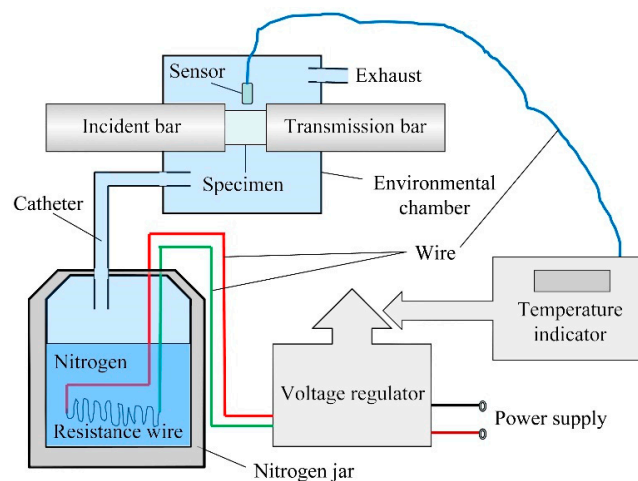 Sensor
Exhaust
Incident bar
Transmission bar
Specimen
Environmental
chamber
Catheter
Wire
Temperature
indicator
Nitrogen
Voltage regulator
Resistance wire
Power supply
Nitrogen jar